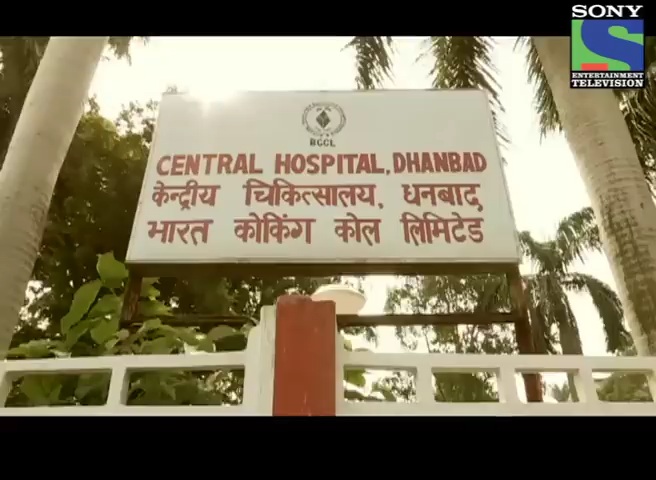 SONY
ENTERTAINMENT
TELEVISION
BCCL
CENTRAL HOSPITAL, DHANBAD
केन्द्रीय चिकित्सालय, धनबाद
भारत कोकिंग कोल लिमिटेड